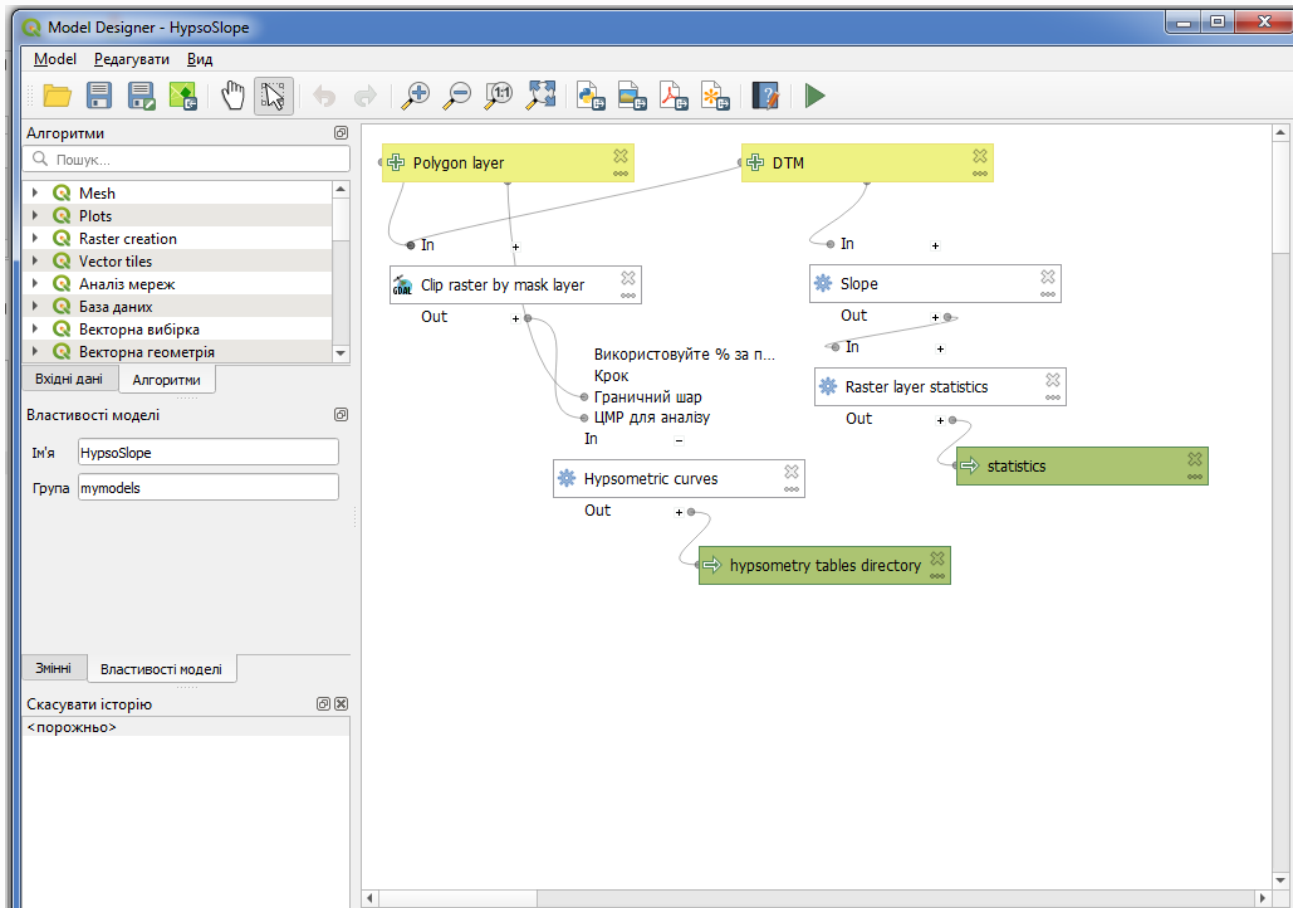 Model Designer - HypsoSlope
Model Редагувати Вид
Алгоритми
Пошук...
Mesh
Plots
Raster creation
Vector tiles
Аналіз мереж
База даних
Векторна вибірка
Векторна геометрія
Вхідні дані Алгоритми
Властивості моделі
Ім'я HypsoSlope
Група mymodels
Змінні Властивості моделі
Скасувати історію
<порожньо>
Polygon layer
DTM
In +
In +
GDAL Clip raster by mask layer
Slope
Out +
Out +
In +
Використовуйте % за п...
Крок
Граничний шар
ЦМР для аналізу
In -
Raster layer statistics
Out +
statistics
Hypsometric curves
Out +
hypsometry tables directory